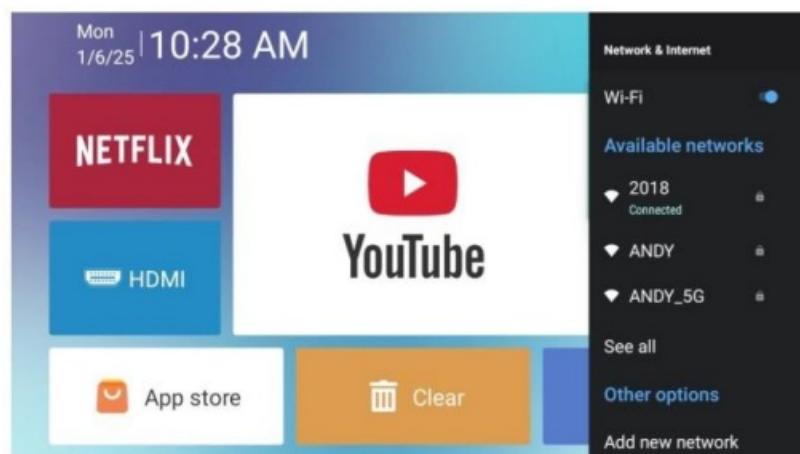 Mon
1/6/25
10:28 AM
NETFLIX
YouTube
HDMI
App store
Clear
Network & Internet
Wi-Fi
Available networks
2018
Connected
ANDY
ANDY_5G
See all
Other options
Add new network